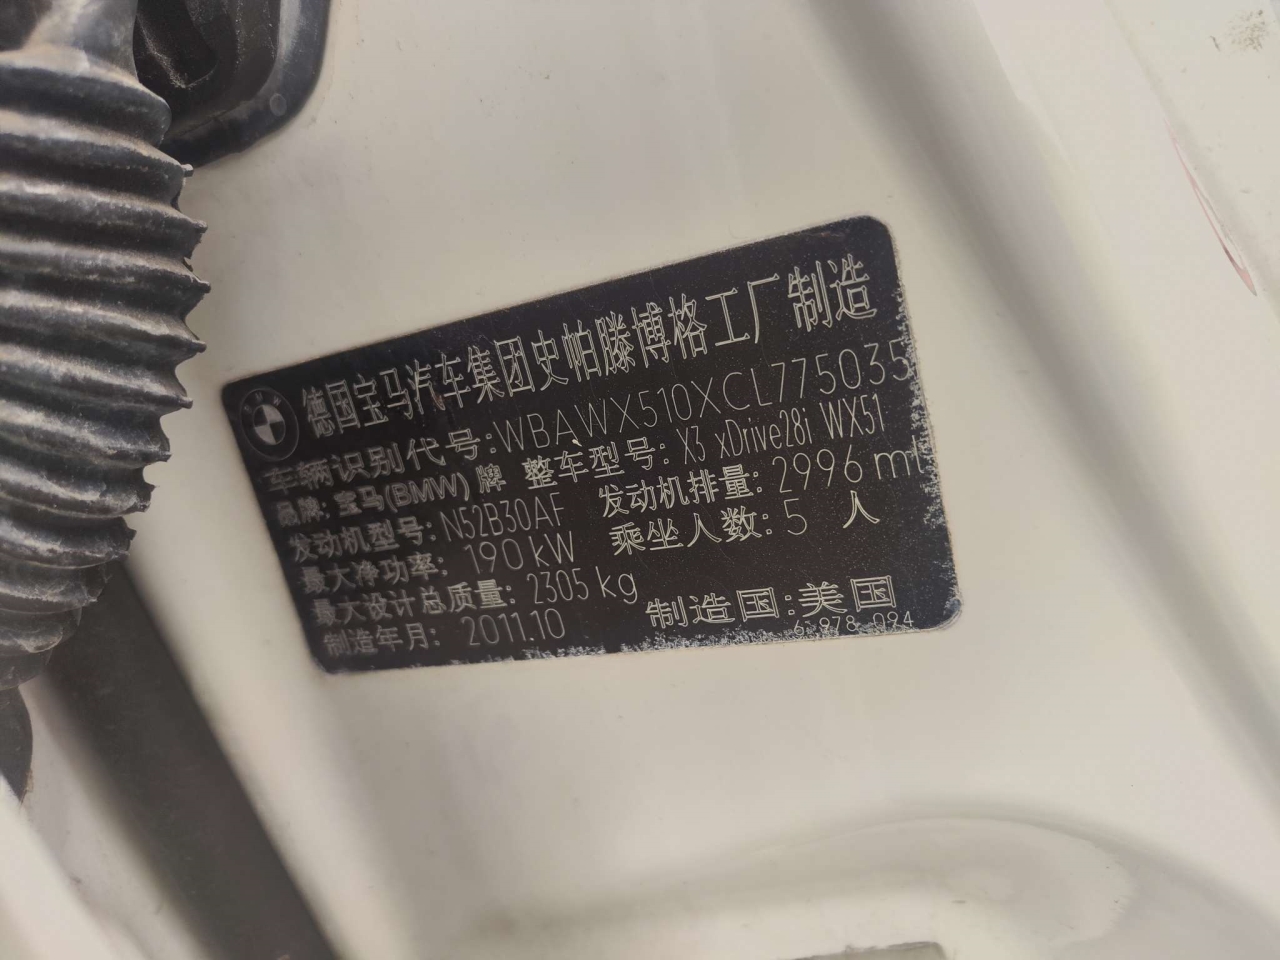 德国宝马汽车集团史帕滕博格工厂制造
车辆识别代号:WBAWX510XCL775035
品牌: 宝马(BMW) 牌 整车型号: X3 xDrive28i WX51
发动机型号: N52B30AF 发动机排量: 2996 ml
最大净功率: 190 kW 乘坐人数: 5 人
最大设计总质量: 2305 kg
制造年月: 2011.10 制造国: 美国
6 978 094